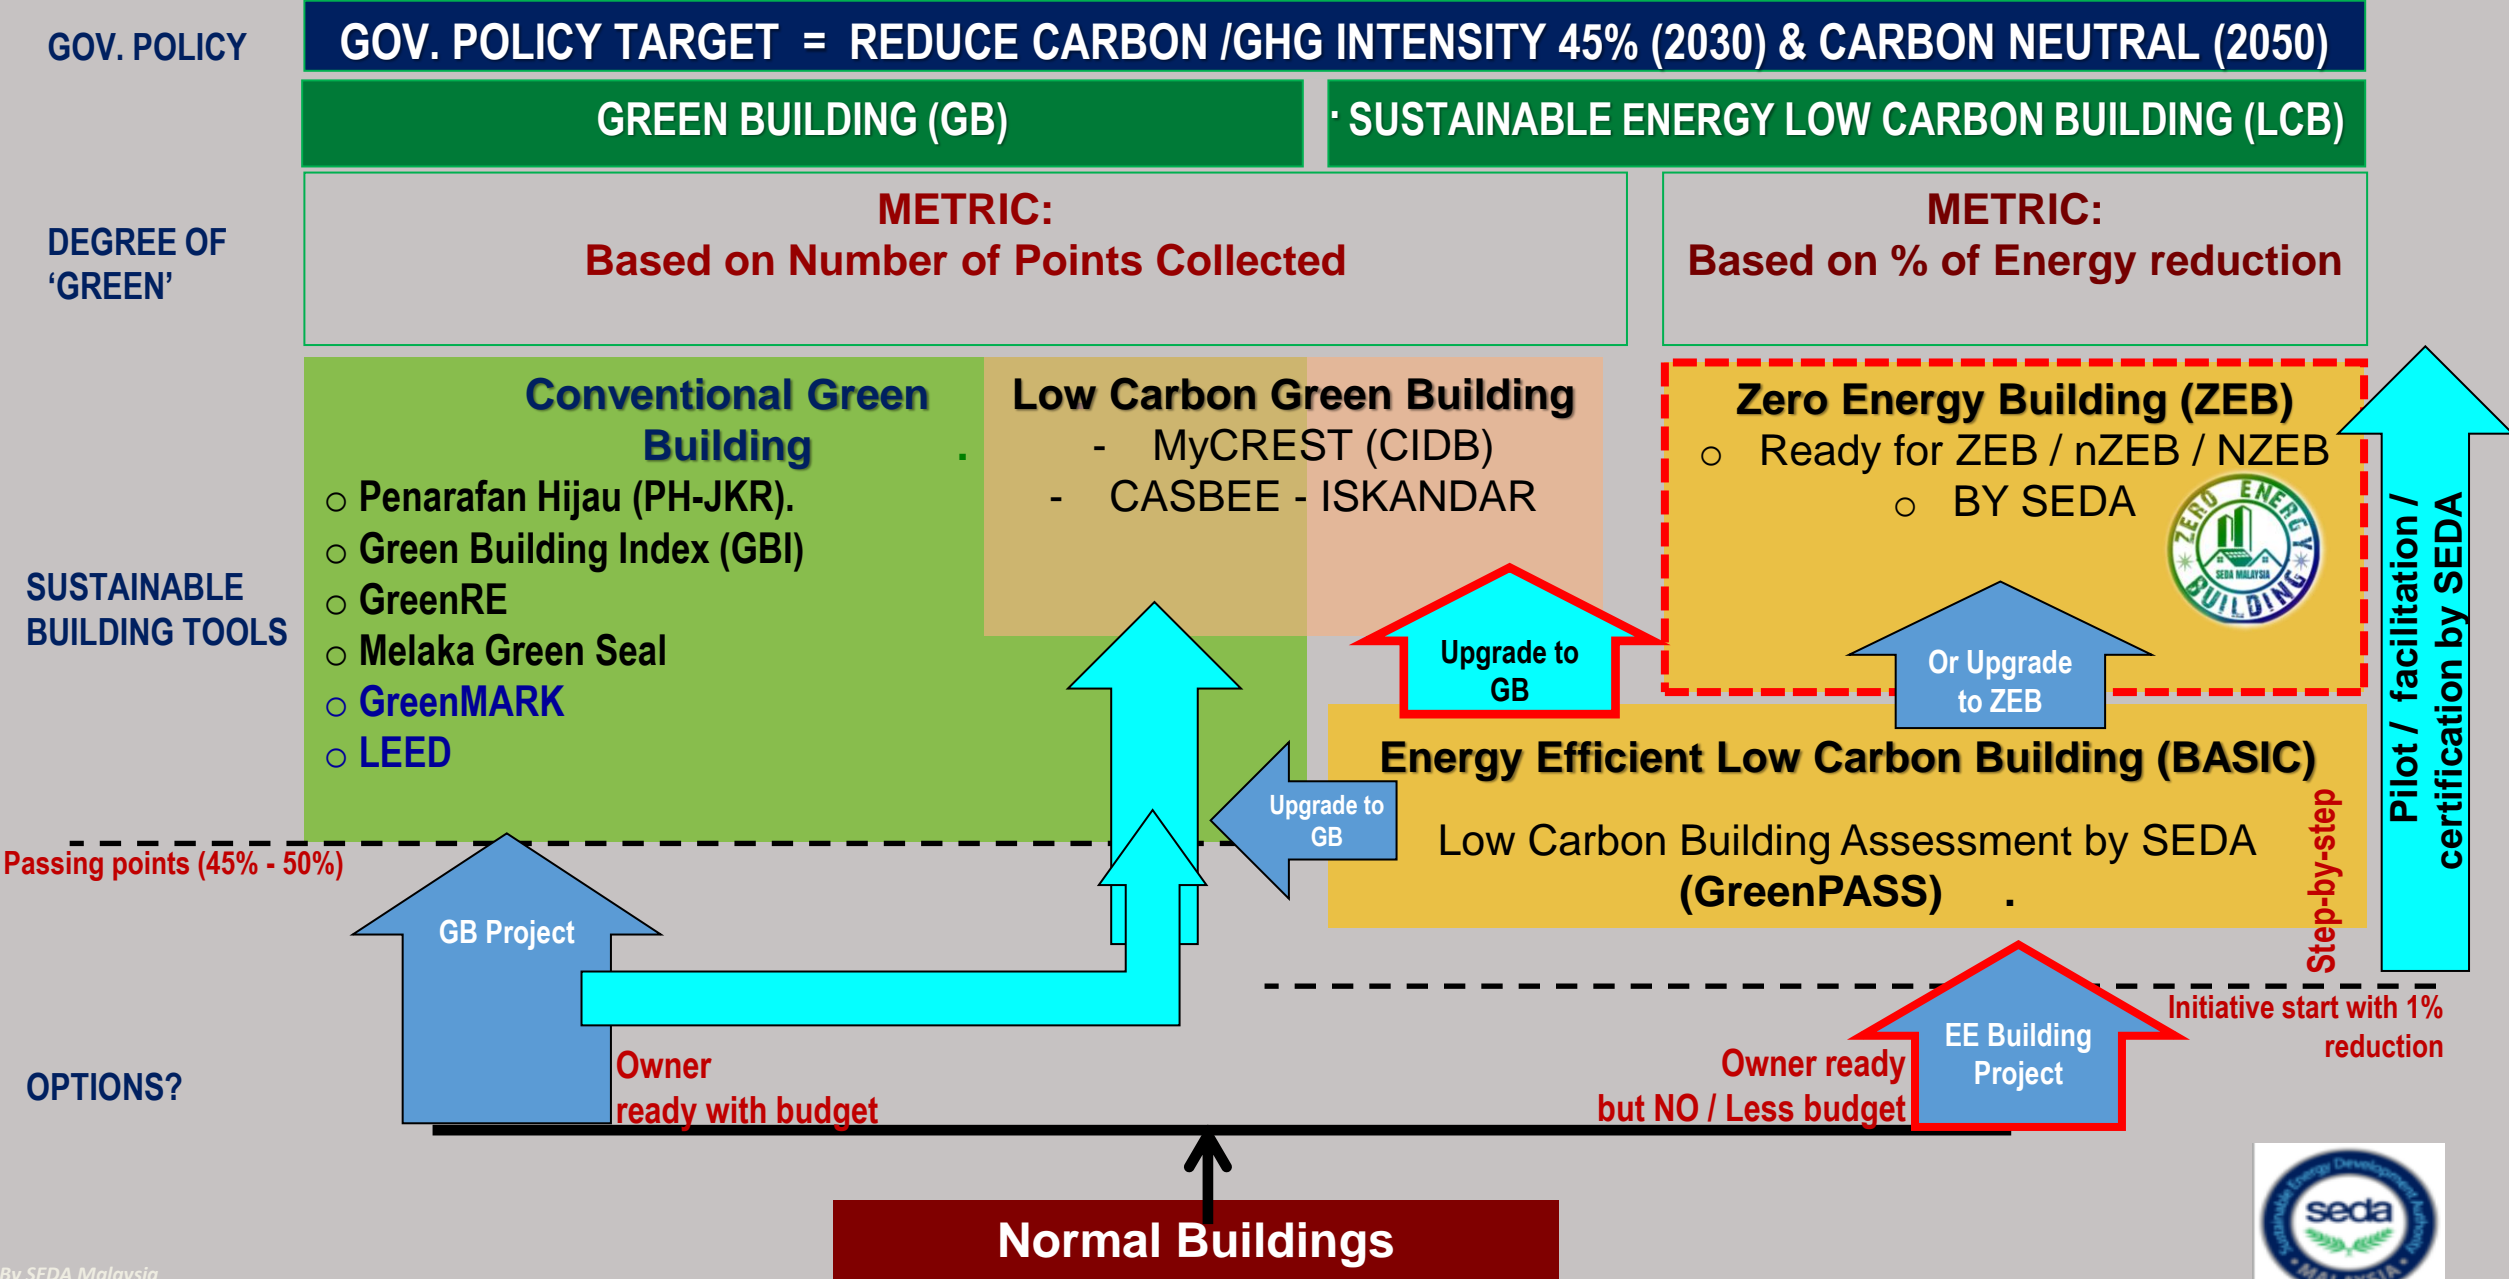 GOV. POLICY
GOV. POLICY TARGET = REDUCE CARBON /GHG INTENSITY 45% (2030) & CARBON NEUTRAL (2050)
GREEN BUILDING (GB)
· SUSTAINABLE ENERGY LOW CARBON BUILDING (LCB)
DEGREE OF
‘GREEN’
METRIC:
Based on Number of Points Collected
METRIC:
Based on % of Energy reduction
SUSTAINABLE
BUILDING TOOLS
Conventional Green
Building .
o Penarafan Hijau (PH-JKR).
o Green Building Index (GBI)
o GreenRE
o Melaka Green Seal
o GreenMARK
o LEED
Low Carbon Green Building
- MyCREST (CIDB)
- CASBEE - ISKANDAR
Zero Energy Building (ZEB)
o Ready for ZEB / nZEB / NZEB
o BY SEDA
ZERO ENERGY
SEDA MALAYSIA
BUILDING
Upgrade to
GB
Or Upgrade
to ZEB
Pilot / facilitation /
certification by SEDA
Energy Efficient Low Carbon Building (BASIC)
Low Carbon Building Assessment by SEDA
(GreenPASS) .
Upgrade to
GB
Step-by-step
Passing points (45% - 50%)
GB Project
Initiative start with 1%
reduction
EE Building
Project
OPTIONS?
Owner
ready with budget
Owner ready
but NO / Less budget
Normal Buildings
Sustainable Energy Development Authority
seda
MALAYSIA
By SEDA Malaysia